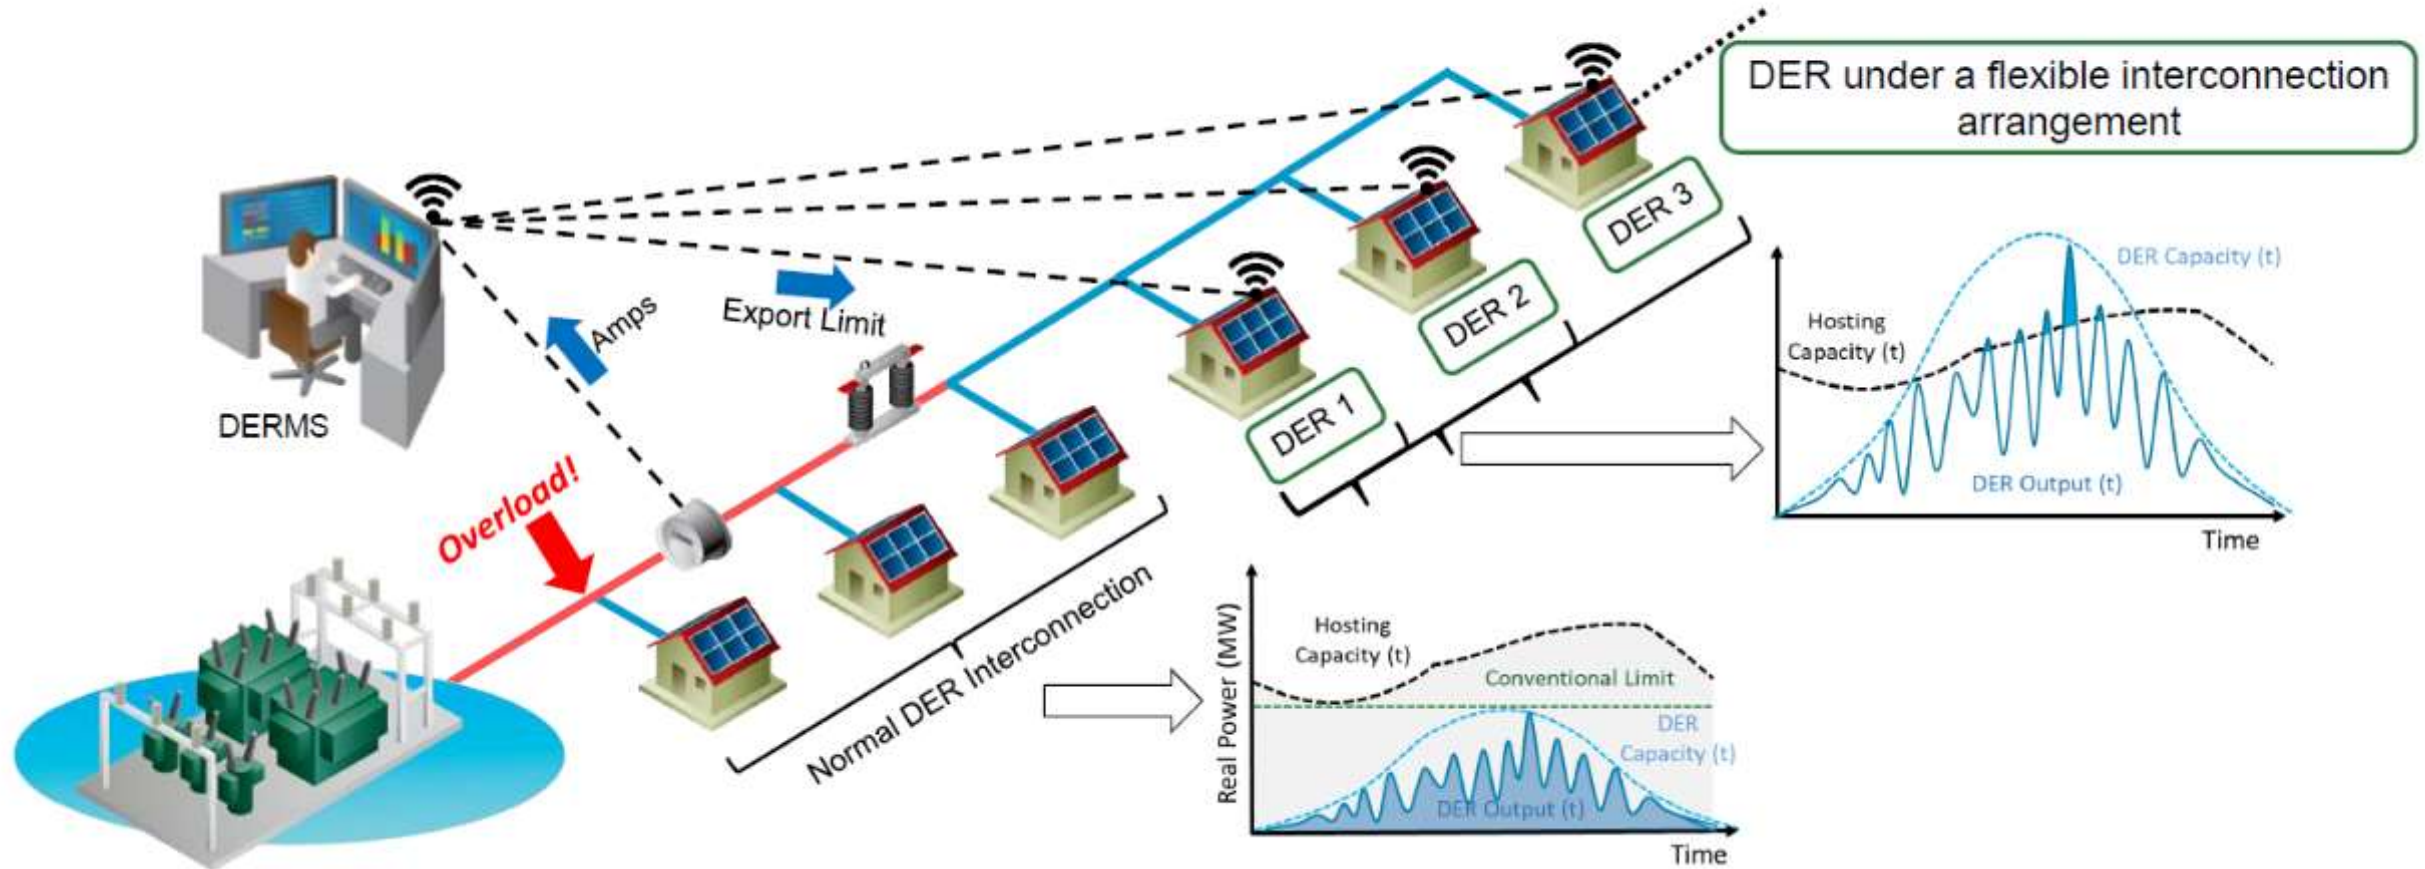 DER under a flexible interconnection
arrangement
DERMS
Amps
Export Limit
Overload!
DER 1
DER 2
DER 3
Normal DER Interconnection
DER Capacity (t)
Hosting
Capacity (t)
DER Output (t)
Time
Real Power (MW)
Hosting
Capacity (t)
Conventional Limit
DER
Capacity (t)
DER Output (t)
Time